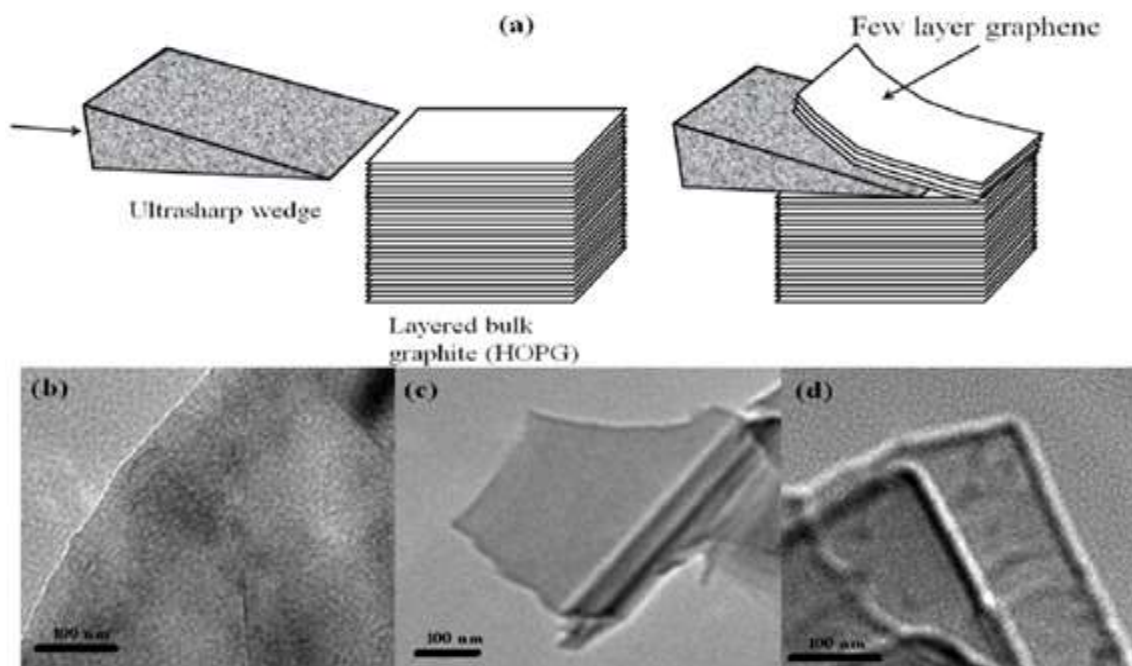 (a)
Few layer graphene
Ultrasharp wedge
Layered bulk
graphite (HOPG)
(b)
(c)
(d)
100 nm
100 nm
100 nm